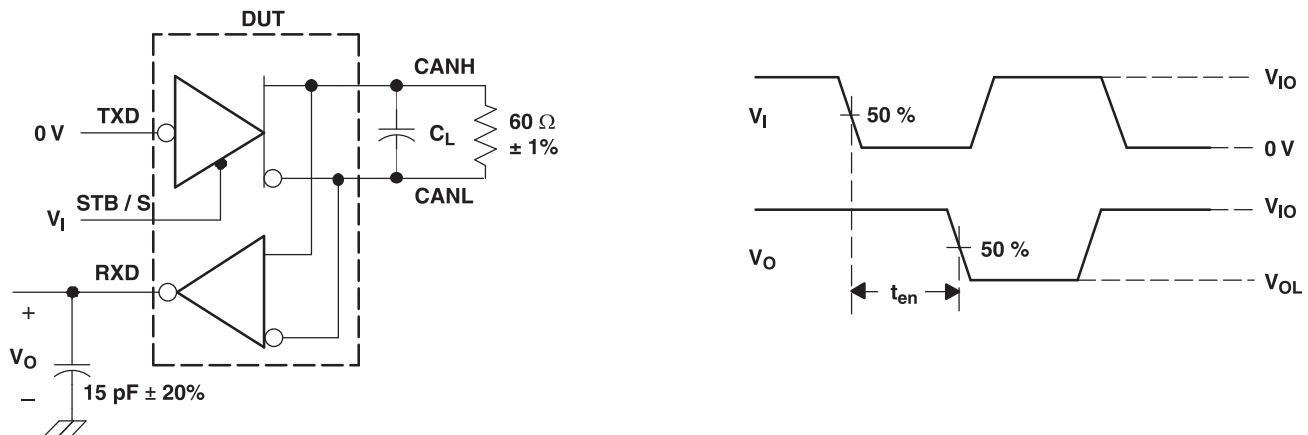 DUT
CANH
TXD
0 V
C_L
60 Ω
± 1%
STB / S
V_I
CANL
RXD
+
V_O
–
15 pF ± 20%
V_I
50 %
V_IO
0 V
V_O
50 %
V_IO
t_en
V_OL